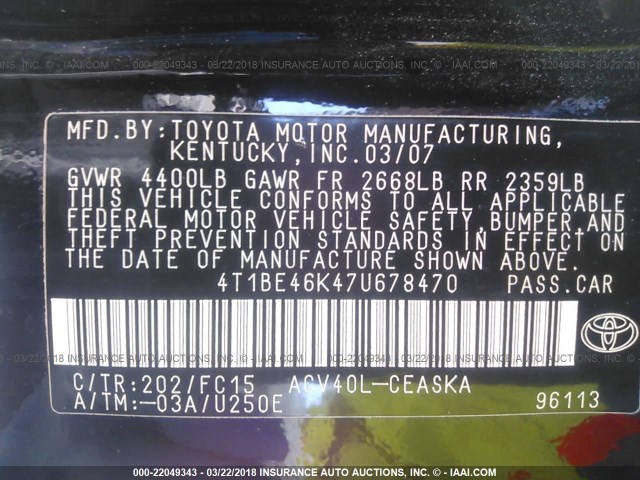 000-22049343 - 03/22/2018 INSURANCE AUTO AUCTIONS, INC. - © - IAAI.COM
MFD.BY:TOYOTA MOTOR MANUFACTURING,
KENTUCKY,INC.03/07
GVWR 4400LB GAWR FR 2668LB RR 2359LB
THIS VEHICLE CONFORMS TO ALL APPLICABLE
FEDERAL MOTOR VEHICLE SAFETY,BUMPER,AND
THEFT PREVENTION STANDARDS IN EFFECT ON
THE DATE OF MANUFACTURE SHOWN ABOVE.
4T1BE46K47U678470 PASS.CAR
C/TR:202/FC15 ACV40L-CEASKA
A/TM:-03A/U250E 96113
000-22049343 - 03/22/2018 INSURANCE AUTO AUCTIONS, INC. - © - IAAI.COM